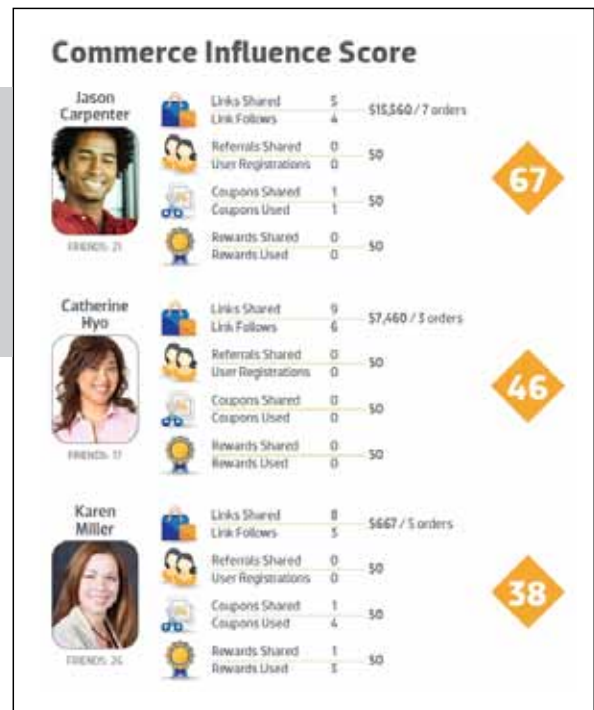 Commerce Influence Score
Jason
Carpenter
FRIENDS: 21
Links Shared 5
Link Follows 4
$15,560 / 7 orders
Referrals Shared 0
User Registrations 0
$0
Coupons Shared 1
Coupons Used 1
$0
Rewards Shared 0
Rewards Used 0
$0
67
Catherine
Hyo
FRIENDS: 17
Links Shared 9
Link Follows 6
$7,460 / 3 orders
Referrals Shared 0
User Registrations 0
$0
Coupons Shared 0
Coupons Used 0
$0
Rewards Shared 0
Rewards Used 0
$0
46
Karen
Miller
FRIENDS: 26
Links Shared 8
Link Follows 5
$667 / 5 orders
Referrals Shared 0
User Registrations 0
$0
Coupons Shared 1
Coupons Used 4
$0
Rewards Shared 1
Rewards Used 3
$0
38